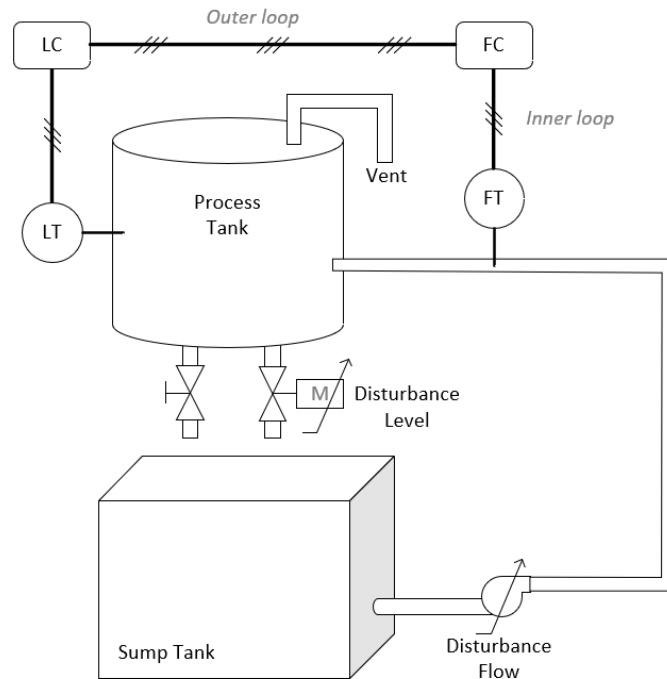 Outer loop
LC
FC
Inner loop
Vent
Process
Tank
FT
LT
M
Disturbance
Level
Sump Tank
Disturbance
Flow